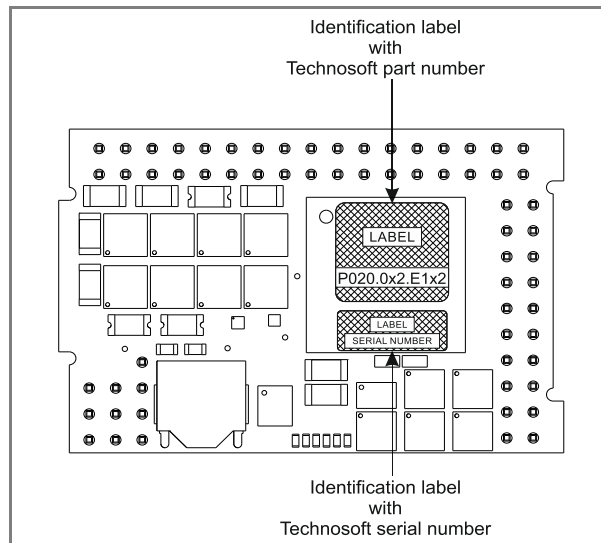 Identification label
with
Technosoft part number
LABEL
P020.0x2.E1x2
LABEL
SERIAL NUMBER
Identification label
with
Technosoft serial number